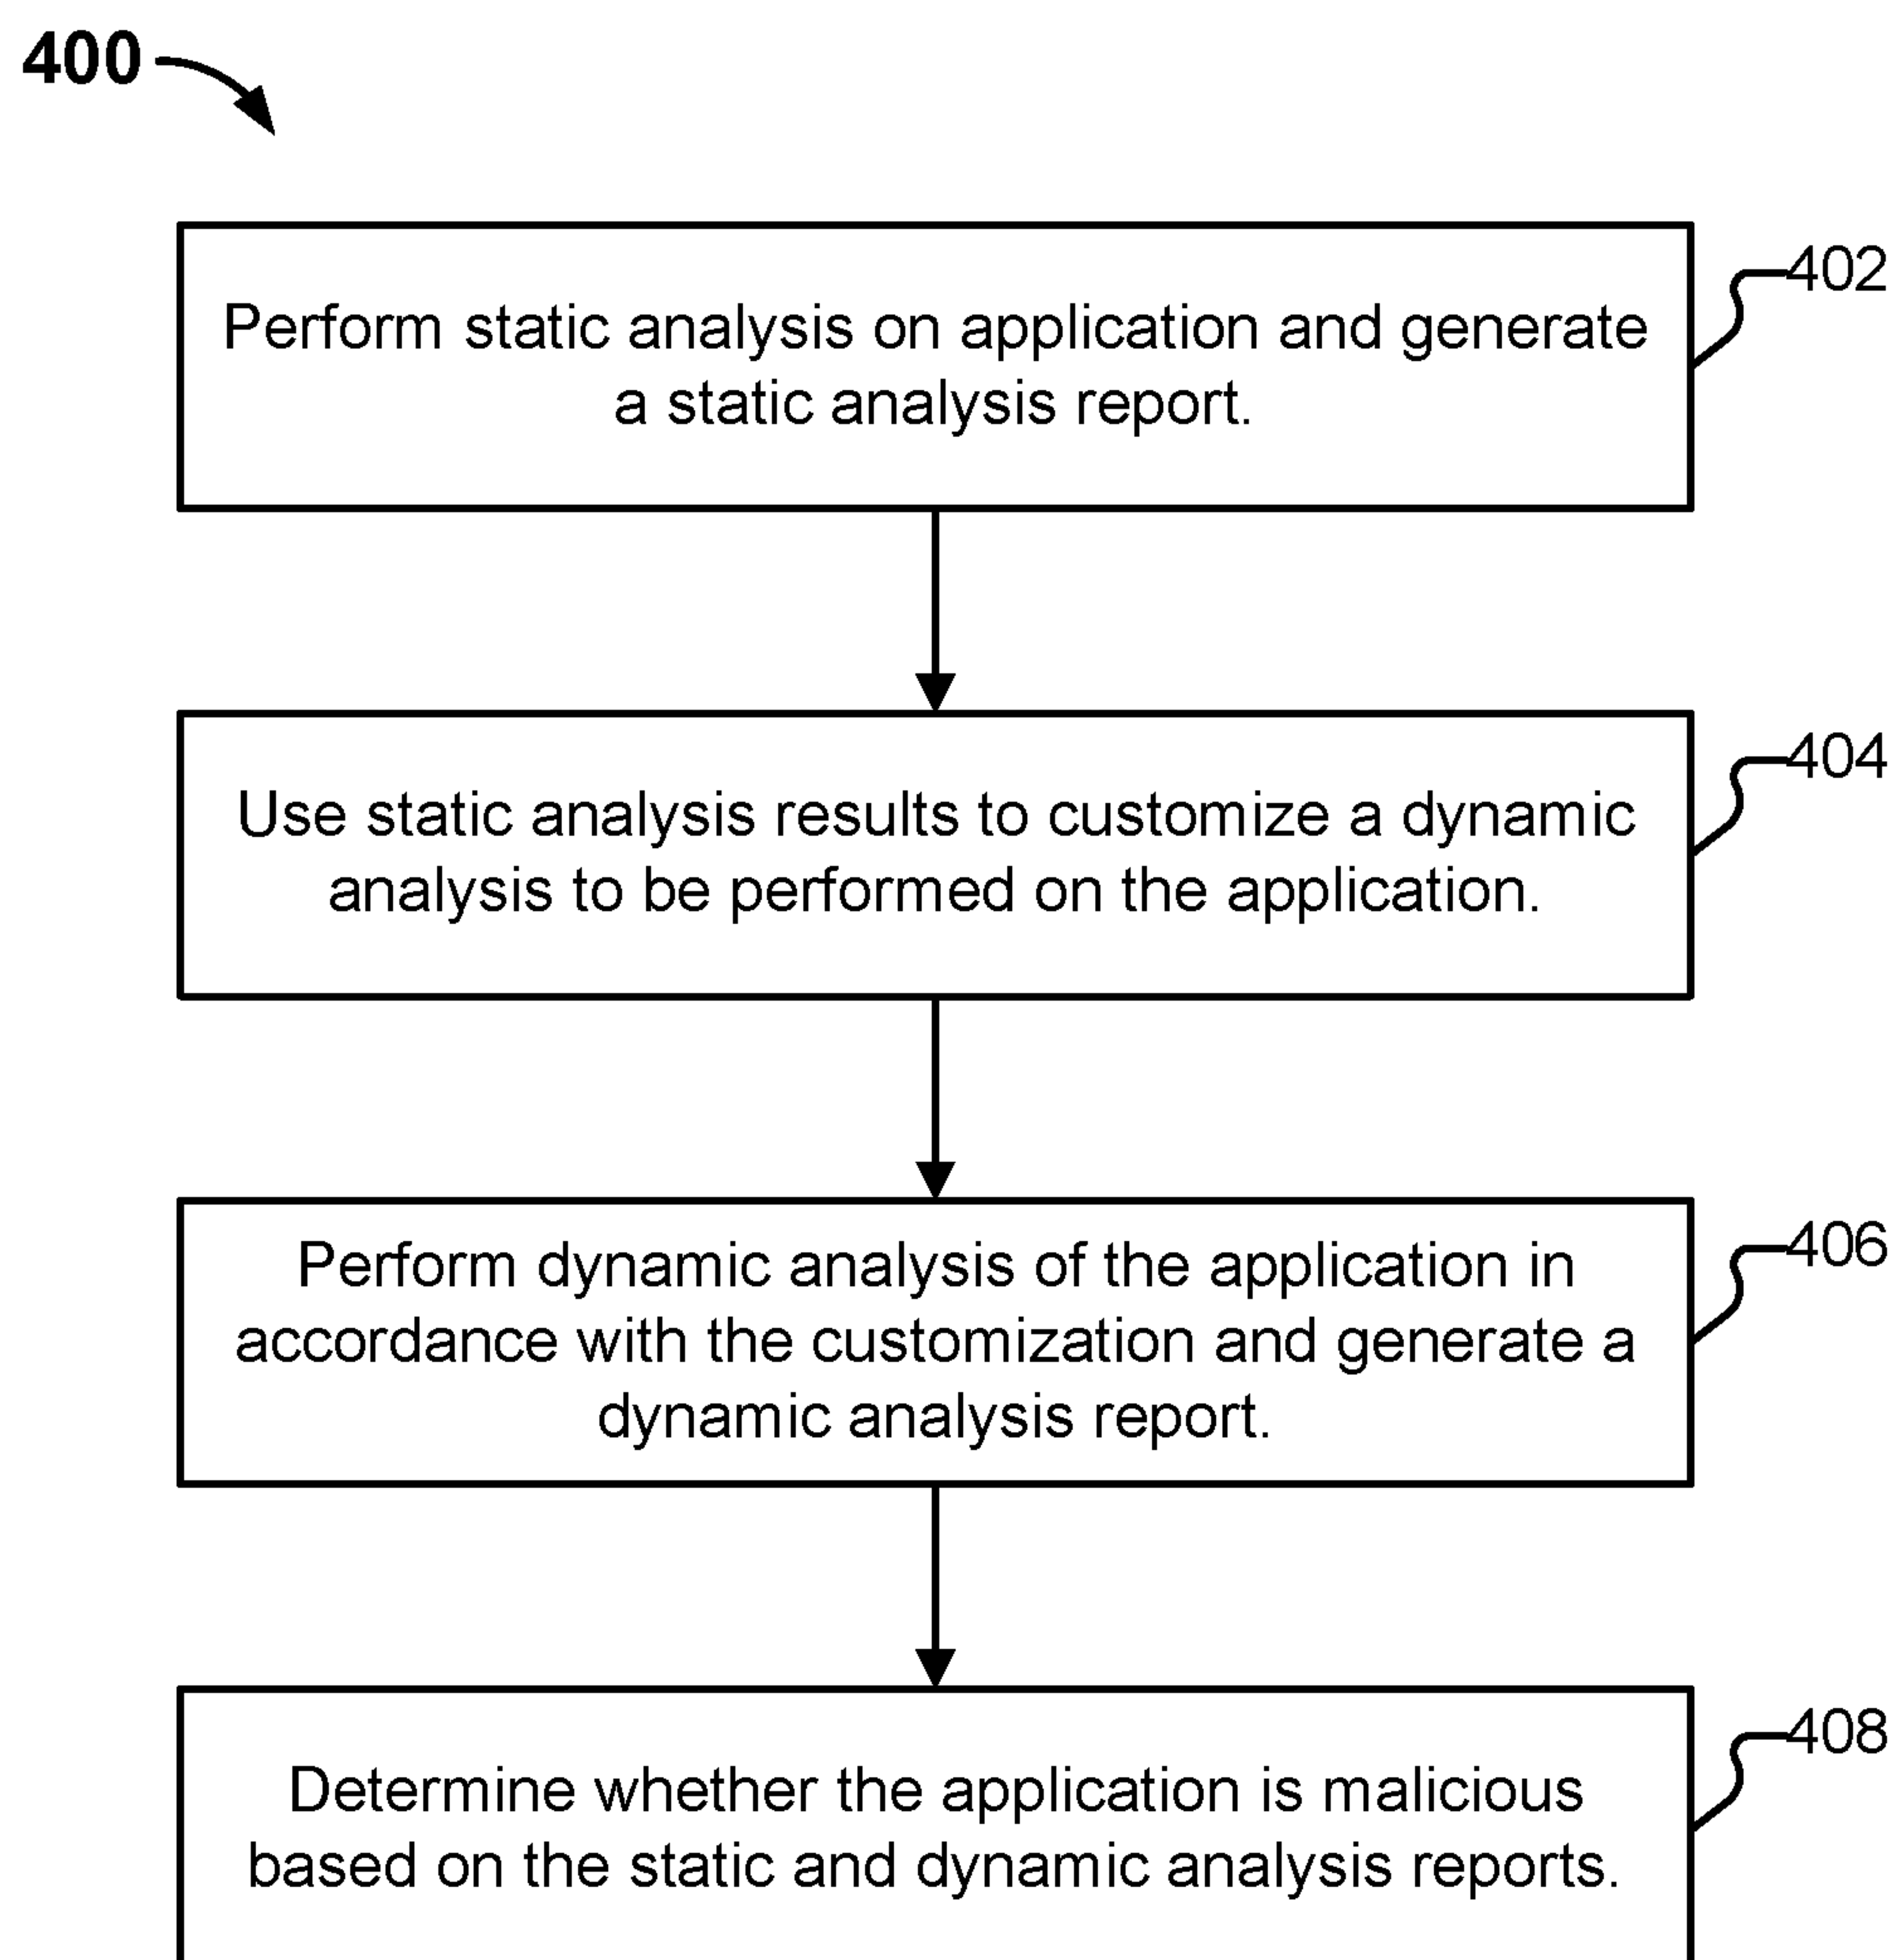 400
402
Perform static analysis on application and generate
a static analysis report.
404
Use static analysis results to customize a dynamic
analysis to be performed on the application.
406
Perform dynamic analysis of the application in
accordance with the customization and generate a
dynamic analysis report.
408
Determine whether the application is malicious
based on the static and dynamic analysis reports.